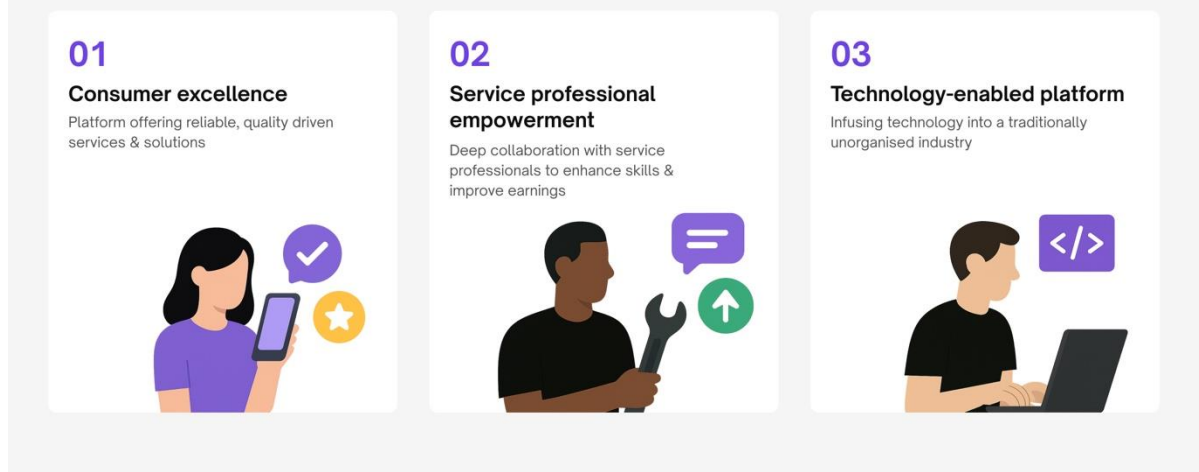 01
Consumer excellence
Platform offering reliable, quality driven
services & solutions
02
Service professional
empowerment
Deep collaboration with service
professionals to enhance skills &
improve earnings
03
Technology-enabled platform
Infusing technology into a traditionally
unorganised industry
</>